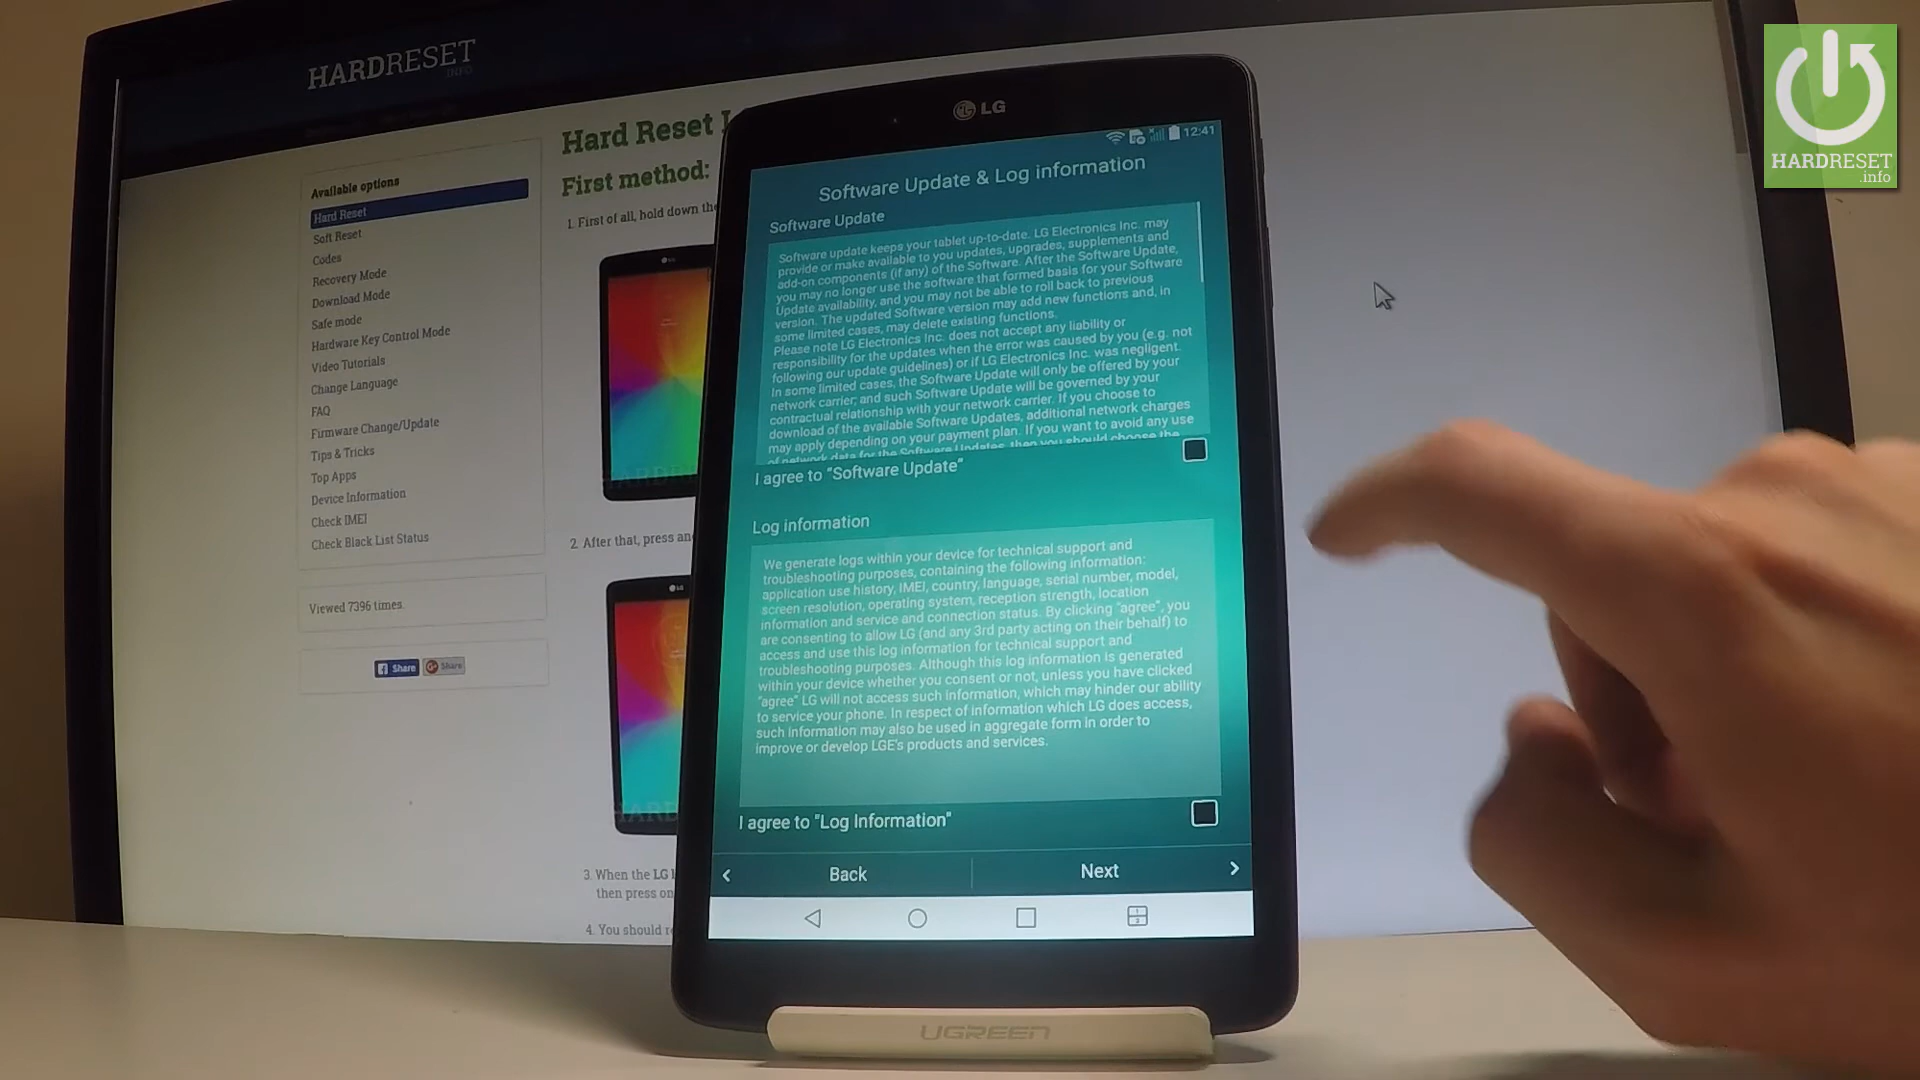 HARDRESET
.INFO
Available options
Hard Reset
Soft Reset
Codes
Recovery Mode
Download Mode
Safe mode
Hardware Key Control Mode
Video Tutorials
Change Language
FAQ
Firmware Change/Update
Tips & Tricks
Top Apps
Device Information
Check IMEI
Check Black List Status
Viewed 7396 times.
Share
Share
Hard Reset
First method:
1. First of all, hold down the
2. After that, press an
3. When the LG
then press on
4. You should
LG
12:41
Software Update & Log information
Software Update
Software update keeps your tablet up-to-date. LG Electronics Inc. may
provide or make available to you updates, upgrades, supplements and
add-on components (if any) of the Software. After the Software Update,
you may no longer use the software that formed basis for your Software
Update availability, and you may not be able to roll back to previous
version. The updated Software version may add new functions and, in
some limited cases, may delete existing functions.
Please note LG Electronics Inc. does not accept any liability or
responsibility for the updates when the error was caused by you (e.g. not
following our update guidelines) or if LG Electronics Inc. was negligent.
In some limited cases, the Software Update will only be offered by your
network carrier; and such Software Update will be governed by your
contractual relationship with your network carrier. If you choose to
download of the available Software Updates, additional network charges
may apply depending on your payment plan. If you want to avoid any use
of network data for the Software Updates, then you should choose the
I agree to "Software Update"
Log information
We generate logs within your device for technical support and
troubleshooting purposes, containing the following information:
application use history, IMEI, country, language, serial number, model,
screen resolution, operating system, reception strength, location
information and service and connection status. By clicking "agree", you
are consenting to allow LG (and any 3rd party acting on their behalf) to
access and use this log information for technical support and
troubleshooting purposes. Although this log information is generated
within your device whether you consent or not, unless you have clicked
"agree" LG will not access such information, which may hinder our ability
to service your phone. In respect of information which LG does access,
such information may also be used in aggregate form in order to
improve or develop LGE's products and services.
I agree to "Log Information"
Back
Next
UGREEN
HARDRESET
.info